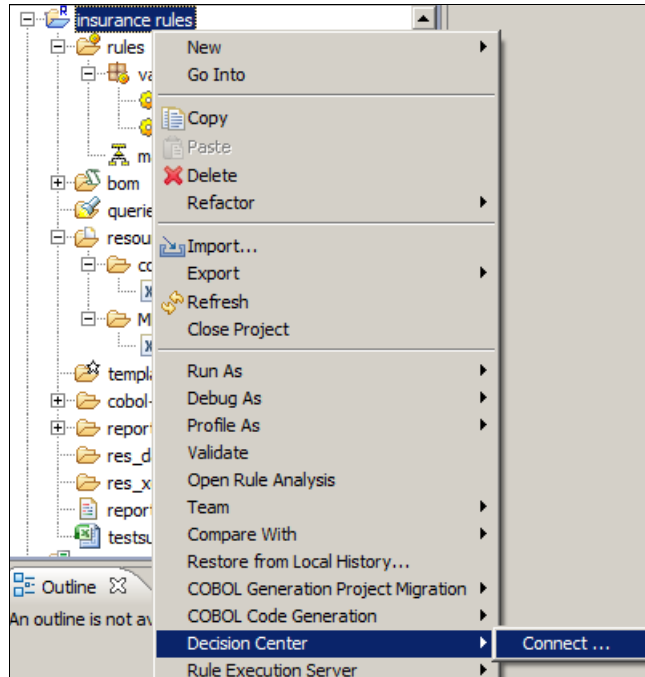 insurance rules
rules
va
m
bom
querie
resou
co
M
templa
cobol-
report
res_d
res_x
report
testsu
New
Go Into
Copy
Paste
Delete
Refactor
Import...
Export
Refresh
Close Project
Run As
Debug As
Profile As
Validate
Open Rule Analysis
Team
Compare With
Restore from Local History...
COBOL Generation Project Migration
COBOL Code Generation
Decision Center
Connect ...
Rule Execution Server
Outline
An outline is not av